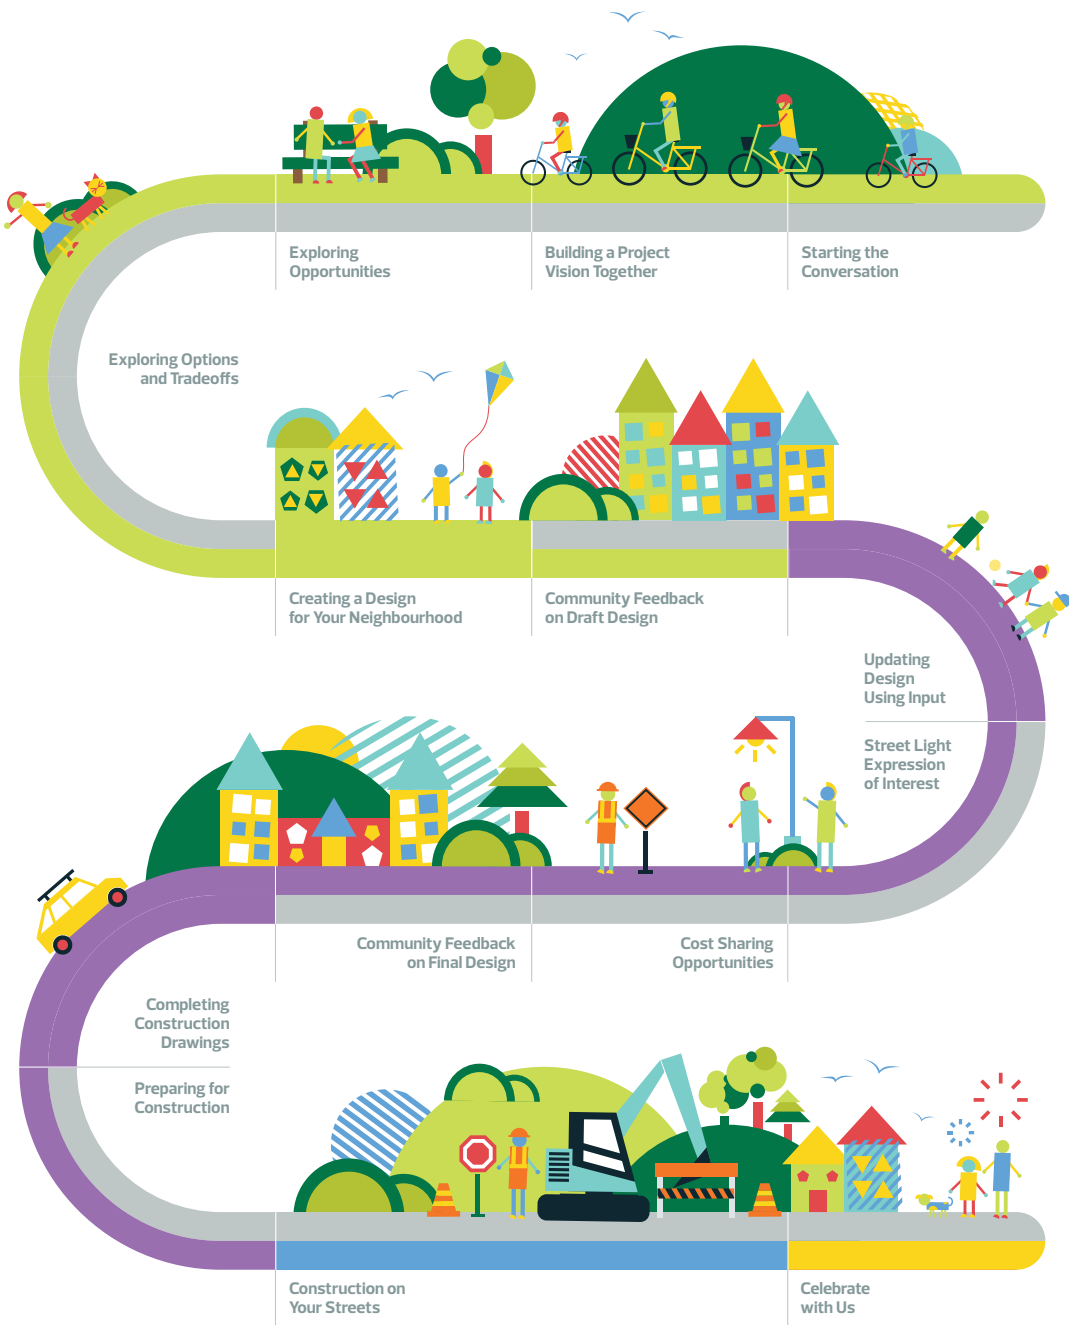 Exploring
Opportunities
Building a Project
Vision Together
Starting the
Conversation
Exploring Options
and Tradeoffs
Creating a Design
for Your Neighbourhood
Community Feedback
on Draft Design
Updating
Design
Using Input
Street Light
Expression
of Interest
Community Feedback
on Final Design
Cost Sharing
Opportunities
Completing
Construction
Drawings
Preparing for
Construction
Construction on
Your Streets
Celebrate
with Us